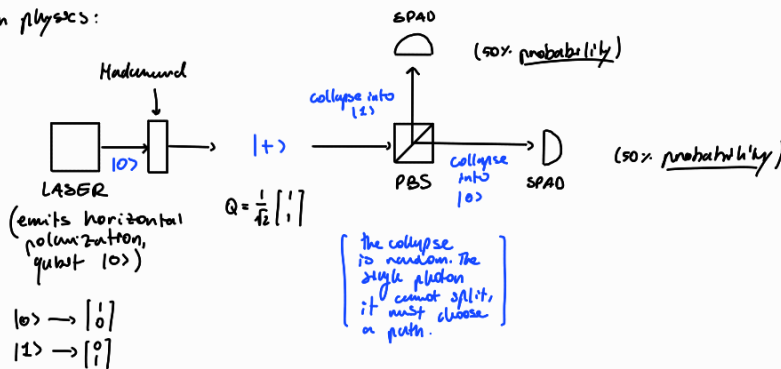 physics:
SPAD
(50% probability)
Hadamard
collapse into
|1⟩
|0⟩
|+⟩
collapse
into
|0⟩
(50% probability)
LASER
PBS
SPAD
(emits horizontal
polarization,
qubit |0⟩)
Q = 1/√2 [1 1]
the collapse
is random. The
single photon
it cannot split,
it must choose
a path.
|0⟩ → [1 0]
|1⟩ → [0 1]